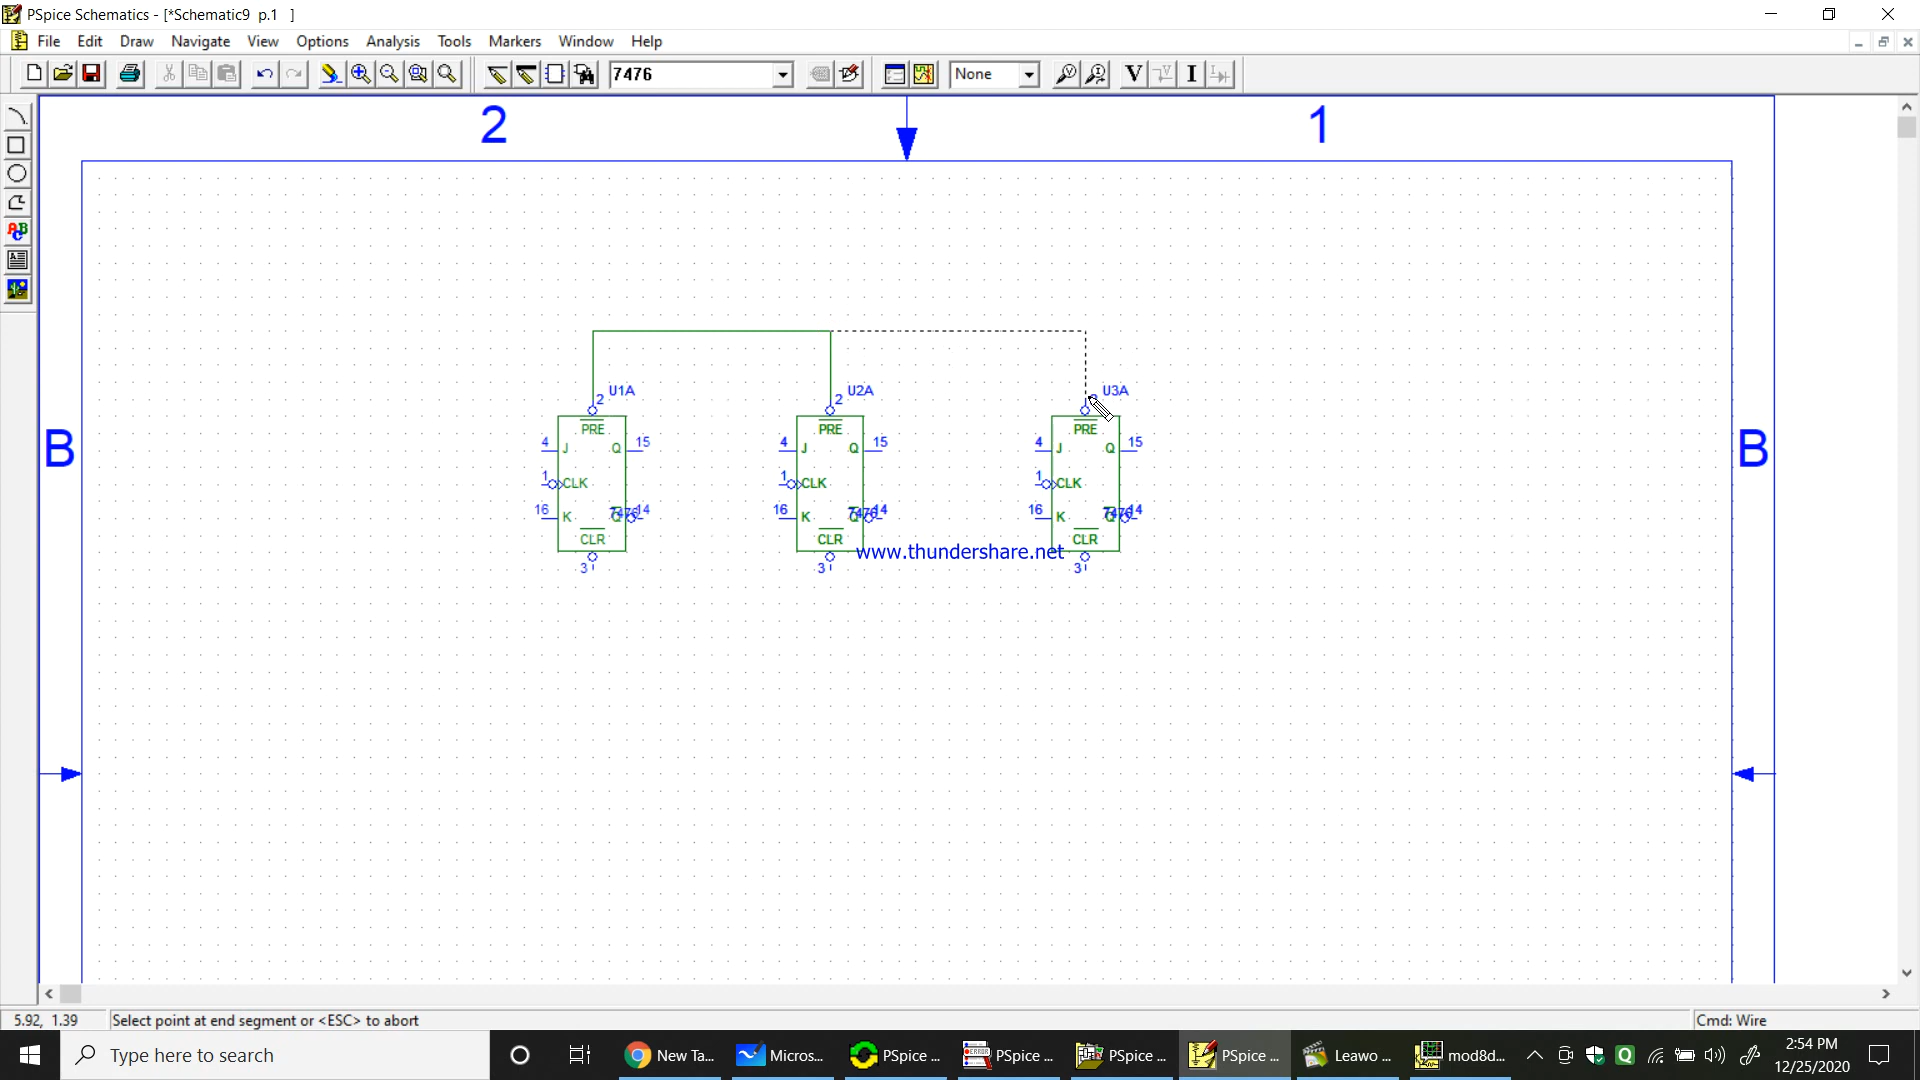 PSpice Schematics - [*Schematic9 p.1 ]
File Edit Draw Navigate View Options Analysis Tools Markers Window Help
7476 None V I
ABC
2 1
U1A U2A U3A
2 2
PRE PRE PRE
B B
4 J Q 15 4 J Q 15 4 J Q 15
1 CLK 1 CLK 1 CLK
16 K Q 7476 14 16 K Q 7476 14 16 K Q 7476 14
CLR CLR CLR
www.thundershare.net
3 3 3
5.92, 1.39 Select point at end segment or <ESC> to abort Cmd: Wire
Type here to search
New Ta... Micros... PSpice ... PSpice ... PSpice ... PSpice ... Leawo ... mod8d...
2:54 PM
12/25/2020